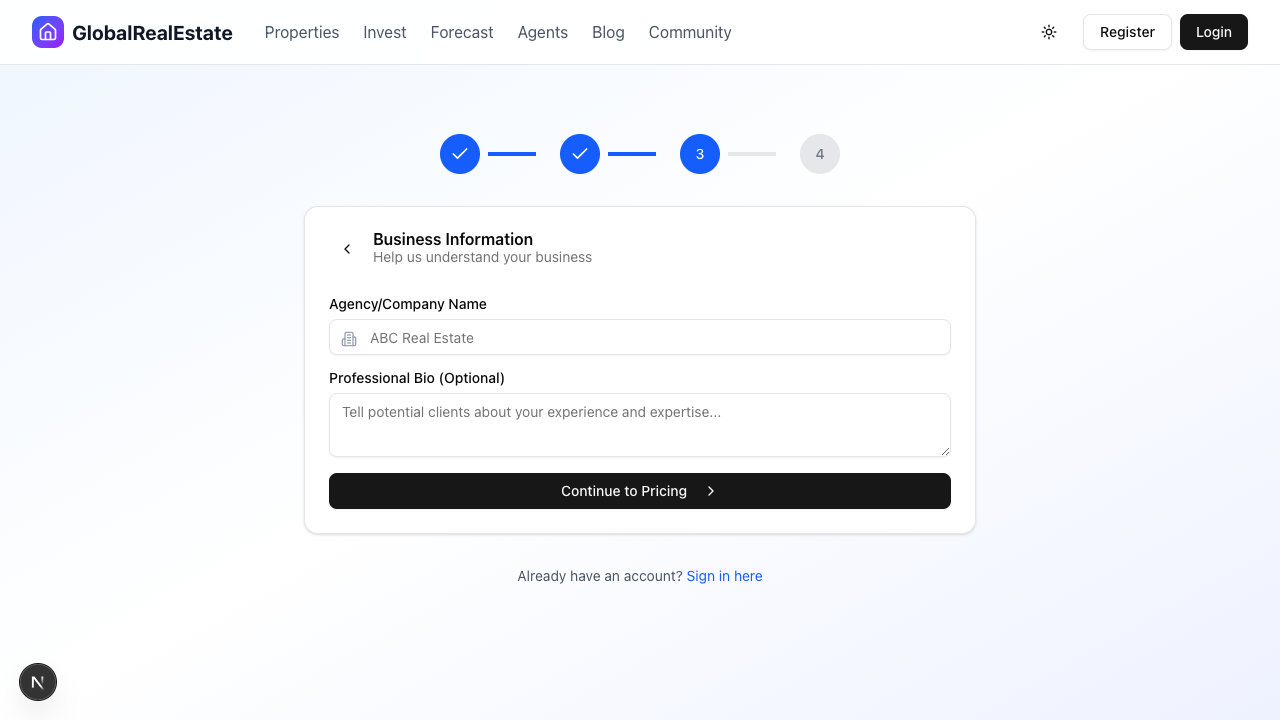 GlobalRealEstate Properties Invest Forecast Agents Blog Community Register Login
3 4
Business Information
Help us understand your business
Agency/Company Name
ABC Real Estate
Professional Bio (Optional)
Tell potential clients about your experience and expertise...
Continue to Pricing
Already have an account? Sign in here
N